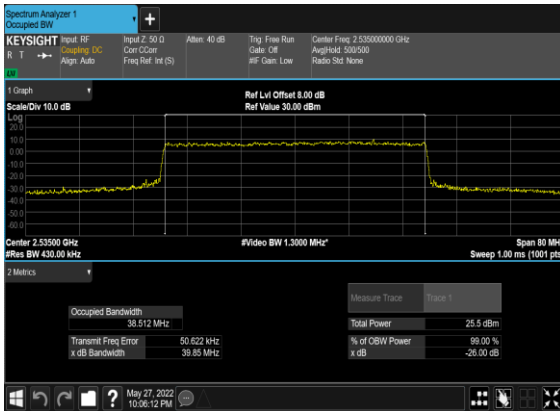 Spectrum Analyzer 1
Occupied BW
KEYSIGHT
R T
Input: RF
Coupling: DC
Align: Auto
Input Z: 50 Ω
Corr CCorr
Freq Ref: Int (S)
Atten: 40 dB
Trig: Free Run
Gate: Off
#IF Gain: Low
Center Freq: 2.535000000 GHz
Avg|Hold: 500/500
Radio Std: None
1 Graph
Scale/Div 10.0 dB
Ref Lvl Offset 8.00 dB
Ref Value 30.00 dBm
Log
20.0
10.0
0.00
-10.0
-20.0
-30.0
-40.0
-50.0
-60.0
Center 2.53500 GHz
#Res BW 430.00 kHz
#Video BW 1.3000 MHz*
Span 80 MH
Sweep 1.00 ms (1001 pts
2 Metrics
Measure Trace
Trace 1
Occupied Bandwidth
38.512 MHz
Total Power
25.5 dBm
Transmit Freq Error
50.622 kHz
% of OBW Power
99.00 %
x dB Bandwidth
39.85 MHz
x dB
-26.00 dB
?
May 27, 2022
10:06:12 PM